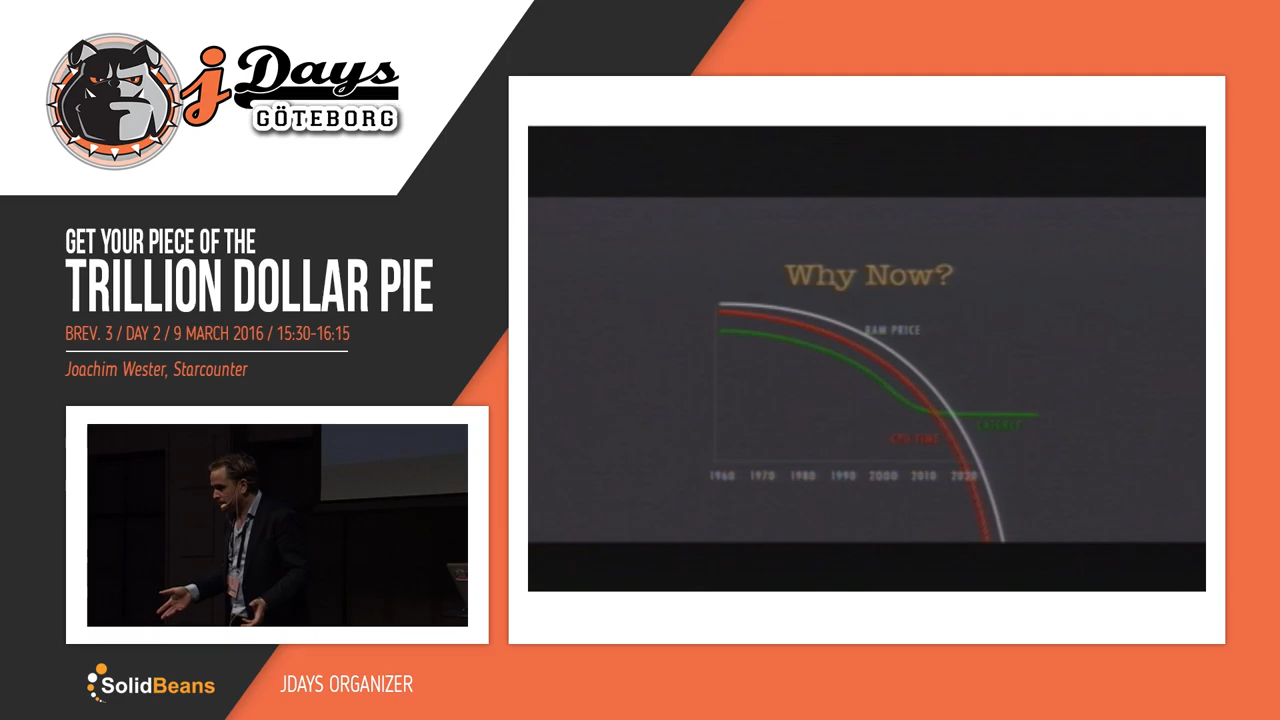 j Days
GÖTEBORG
GET YOUR PIECE OF THE
TRILLION DOLLAR PIE
BREV. 3 / DAY 2 / 9 MARCH 2016 / 15:30-16:15
Joachim Wester, Starcounter
Why Now?
RAM PRICE
LATENCY
CPU TIME
1960 1970 1980 1990 2000 2010 2020
SolidBeans
JDAYS ORGANIZER